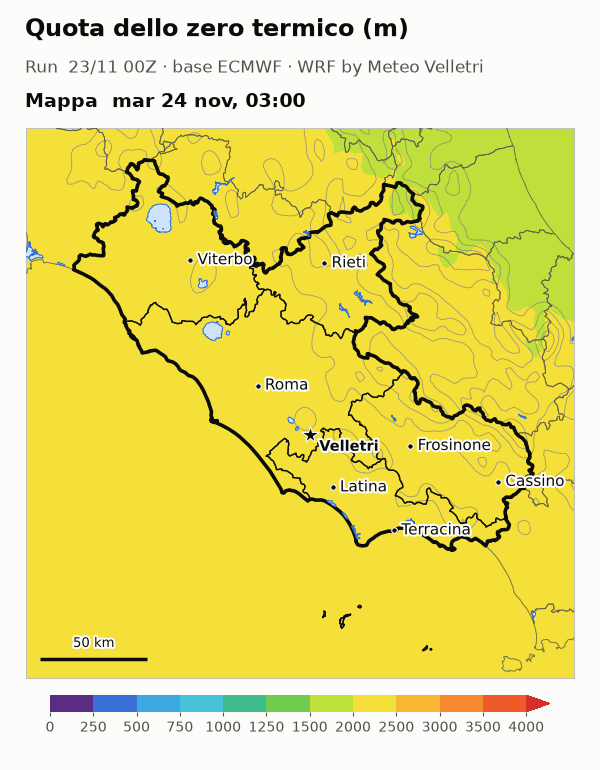 Quota dello zero termico (m)
Run  23/11 00Z · base ECMWF · WRF by Meteo Velletri
Mappa  mar 24 nov, 03:00
Viterbo
Rieti
Roma
Velletri
Frosinone
Cassino
Latina
Terracina
50 km
0 250 500 750 1000 1250 1500 2000 2500 3000 3500 4000